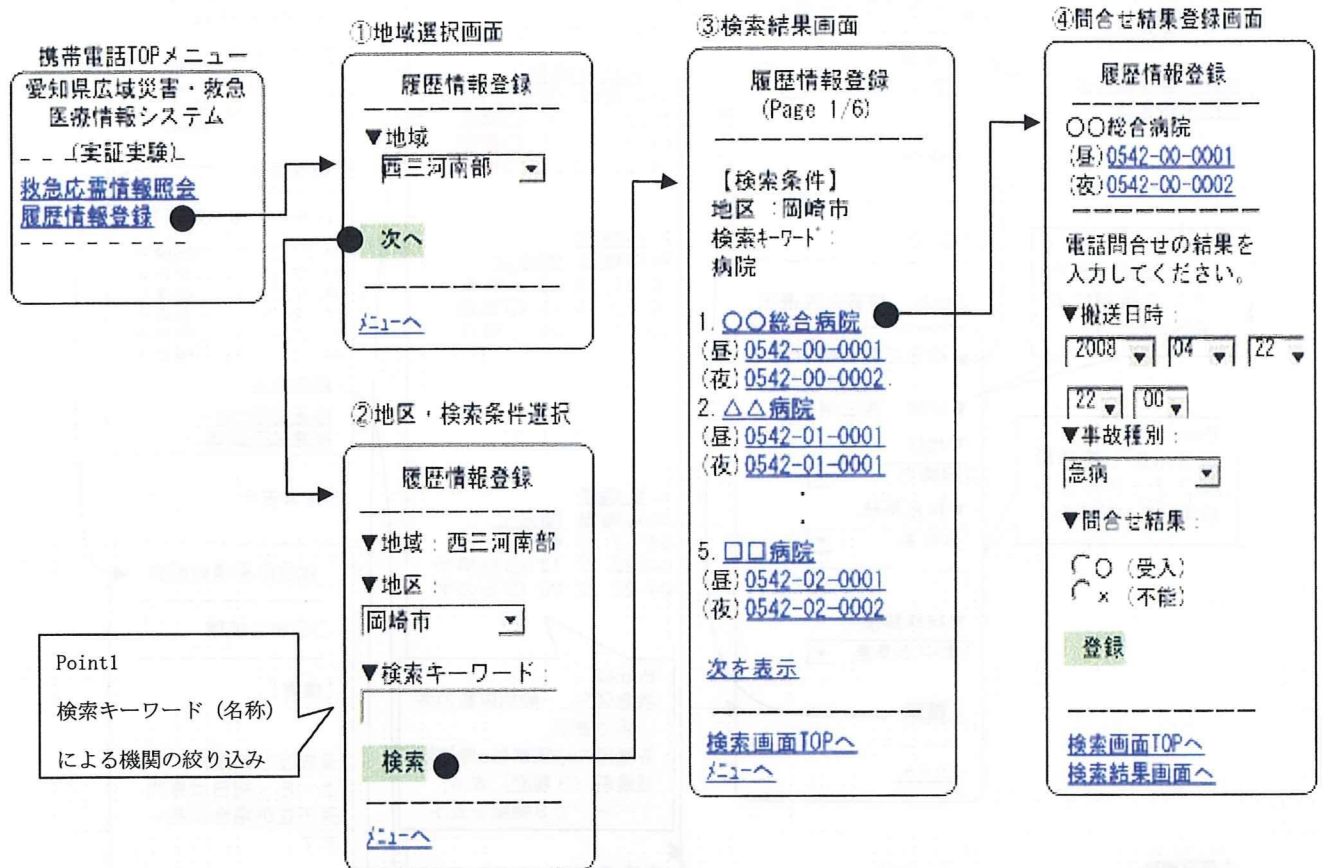 携帯電話TOPメニュー
愛知県広域災害・救急
医療情報システム
(実証実験)
救急応需情報照会
履歴情報登録
①地域選択画面
履歴情報登録
▼地域
西三河南部
次へ
メニューへ
②地区・検索条件選択
履歴情報登録
▼地域：西三河南部
▼地区：
岡崎市
▼検索キーワード：
検索
メニューへ
Point1
検索キーワード（名称）
による機関の絞り込み
③検索結果画面
履歴情報登録
(Page 1/6)
【検索条件】
地区：岡崎市
検索ｷｰﾜｰﾄﾞ：
病院
1.○○総合病院
(昼)0542-00-0001
(夜)0542-00-0002.
2.△△病院
(昼)0542-01-0001
(夜)0542-01-0001
5.□□病院
(昼)0542-02-0001
(夜)0542-02-0002
次を表示
検索画面TOPへ
メニューへ
④問合せ結果登録画面
履歴情報登録
○○総合病院
(昼)0542-00-0001
(夜)0542-00-0002
電話問合せの結果を
入力してください。
▼搬送日時：
2008 04 22
22 00
▼事故種別：
急病
▼問合せ結果：
○（受入）
×（不能）
登録
検索画面TOPへ
検索結果画面へ